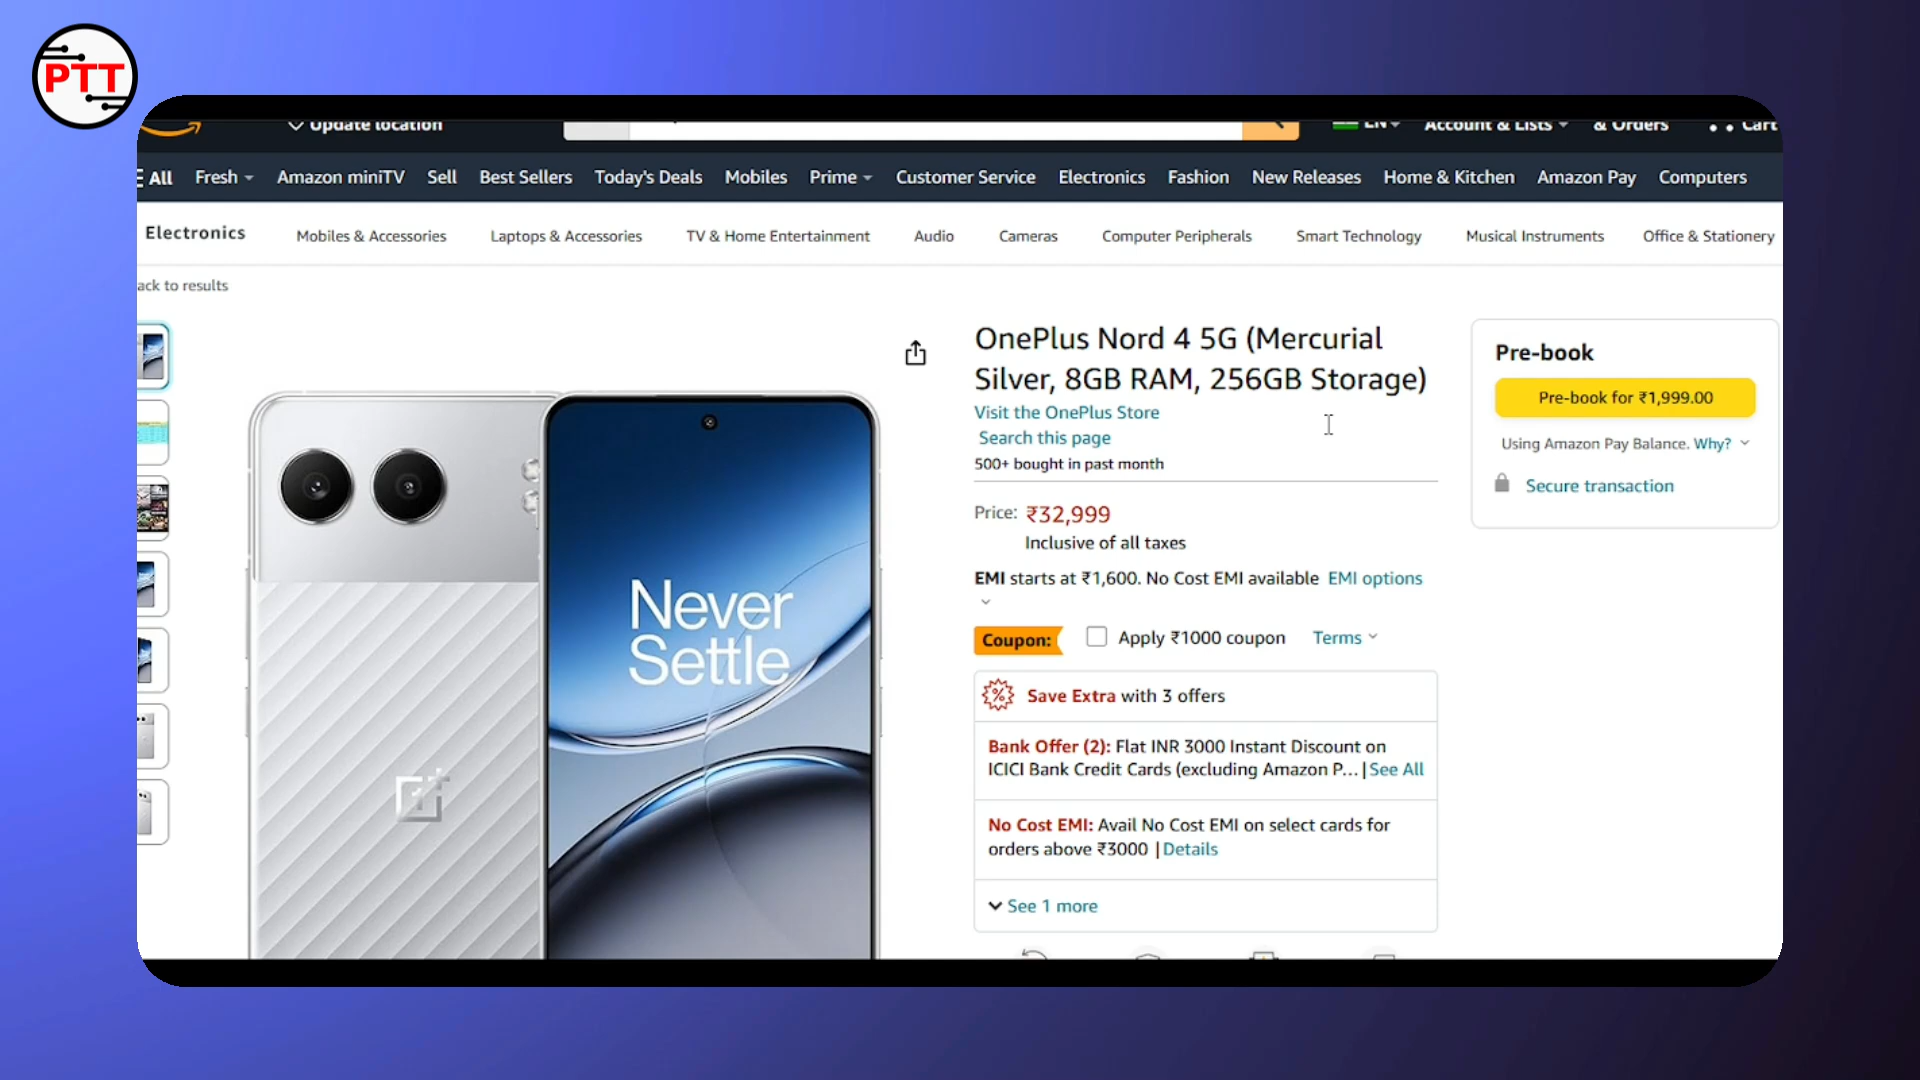 PTT
Update location
EN
Account & Lists
& Orders
Cart
All
Fresh
Amazon miniTV
Sell
Best Sellers
Today's Deals
Mobiles
Prime
Customer Service
Electronics
Fashion
New Releases
Home & Kitchen
Amazon Pay
Computers
Electronics
Mobiles & Accessories
Laptops & Accessories
TV & Home Entertainment
Audio
Cameras
Computer Peripherals
Smart Technology
Musical Instruments
Office & Stationery
ack to results
OnePlus Nord 4 5G (Mercurial
Silver, 8GB RAM, 256GB Storage)
Visit the OnePlus Store
Search this page
500+ bought in past month
Price: ₹32,999
Inclusive of all taxes
EMI starts at ₹1,600. No Cost EMI available EMI options
Coupon: Apply ₹1000 coupon Terms
Save Extra with 3 offers
Bank Offer (2): Flat INR 3000 Instant Discount on
ICICI Bank Credit Cards (excluding Amazon P... | See All
No Cost EMI: Avail No Cost EMI on select cards for
orders above ₹3000 | Details
See 1 more
Pre-book
Pre-book for ₹1,999.00
Using Amazon Pay Balance. Why?
Secure transaction
Never
Settle